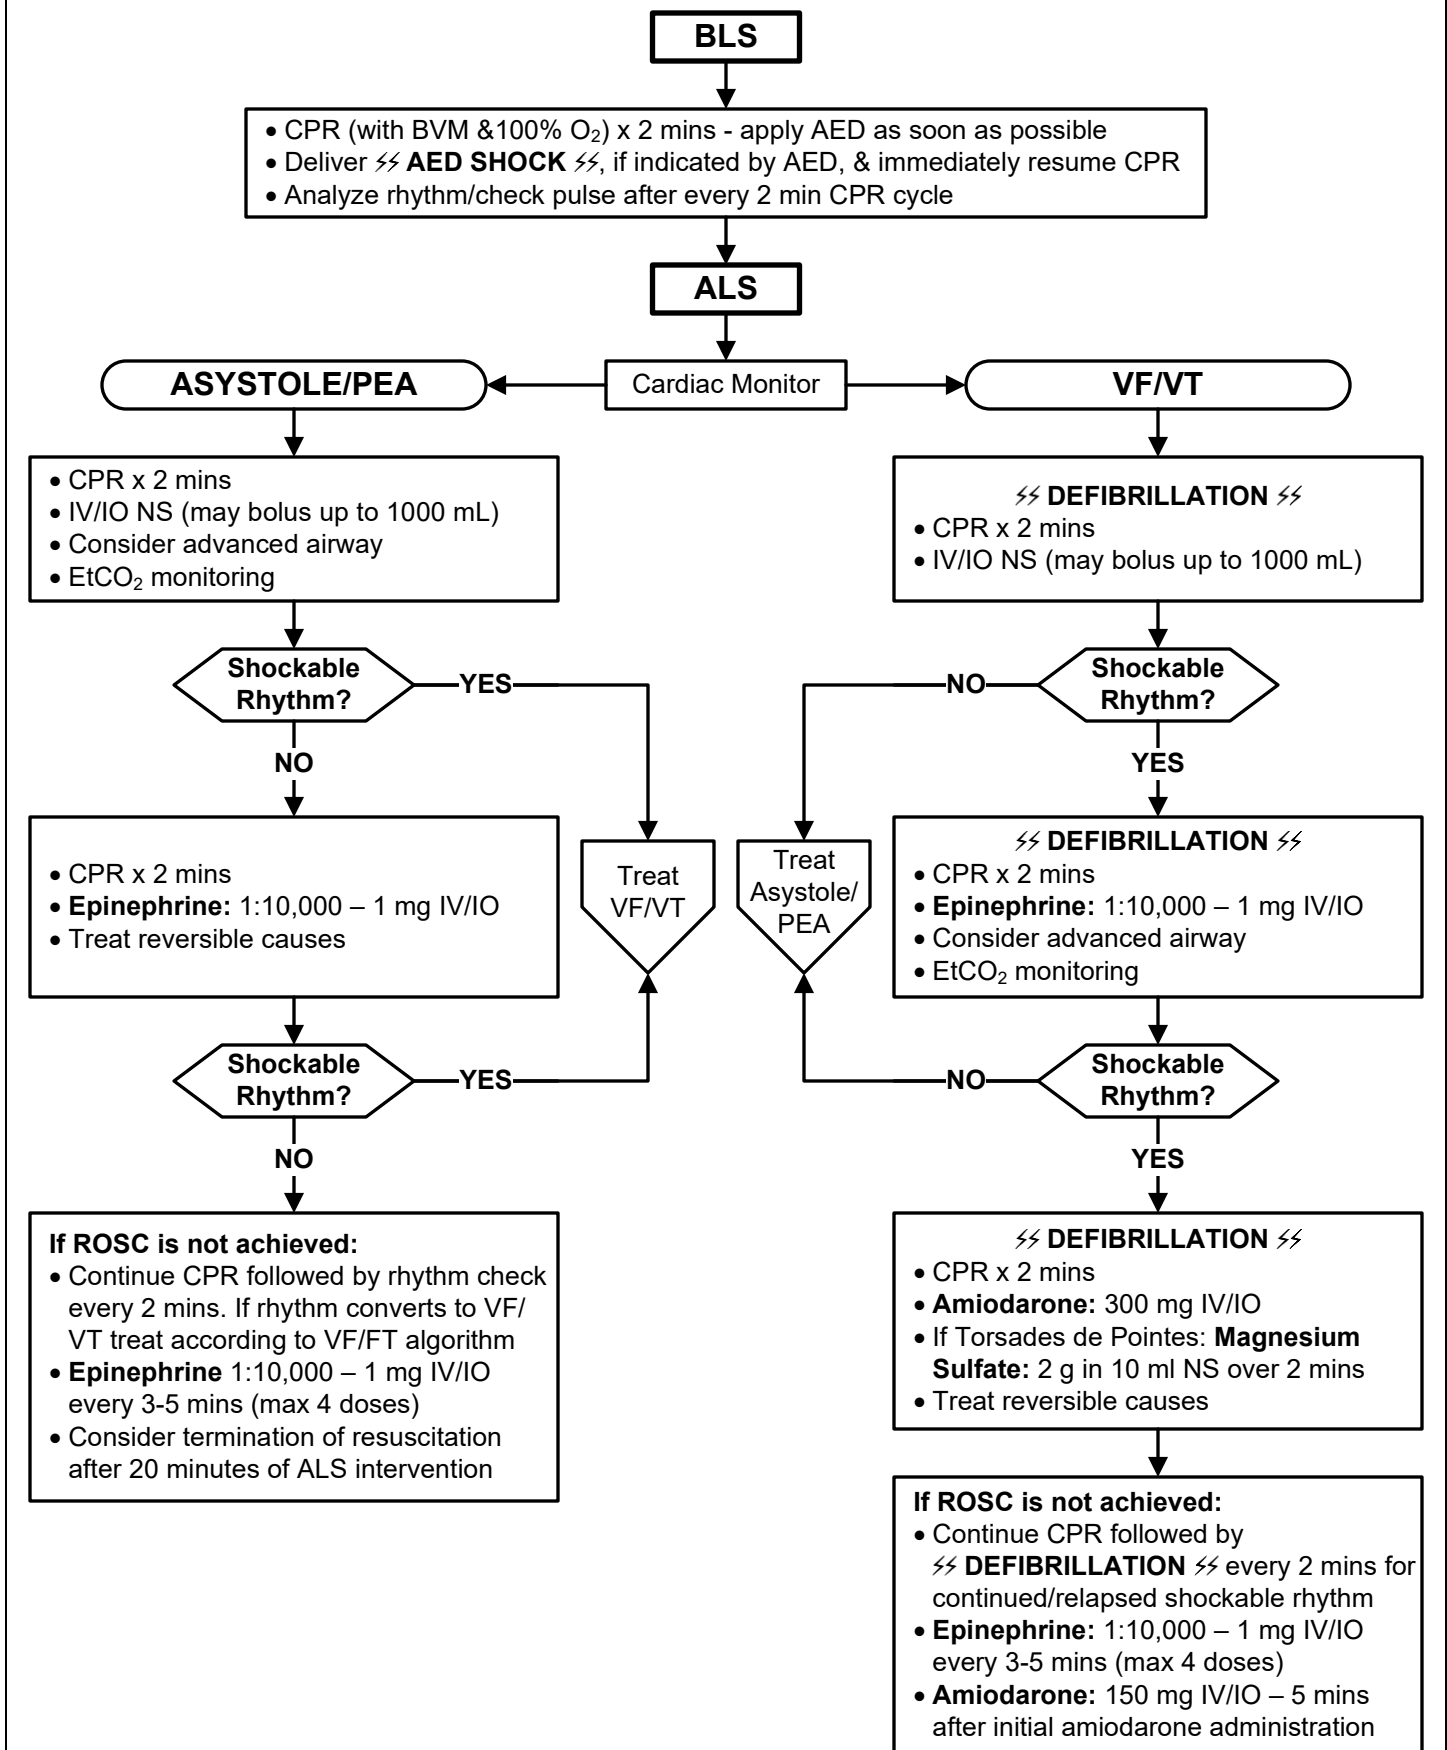 BLS
• CPR (with BVM &100% O₂) x 2 mins - apply AED as soon as possible
• Deliver ⚡⚡ AED SHOCK ⚡⚡, if indicated by AED, & immediately resume CPR
• Analyze rhythm/check pulse after every 2 min CPR cycle
ALS
Cardiac Monitor
ASYSTOLE/PEA
• CPR x 2 mins
• IV/IO NS (may bolus up to 1000 mL)
• Consider advanced airway
• EtCO₂ monitoring
Shockable
Rhythm?
YES
NO
• CPR x 2 mins
• Epinephrine: 1:10,000 – 1 mg IV/IO
• Treat reversible causes
Treat
VF/VT
Shockable
Rhythm?
YES
NO
If ROSC is not achieved:
• Continue CPR followed by rhythm check
every 2 mins. If rhythm converts to VF/
VT treat according to VF/FT algorithm
• Epinephrine 1:10,000 – 1 mg IV/IO
every 3-5 mins (max 4 doses)
• Consider termination of resuscitation
after 20 minutes of ALS intervention
VF/VT
⚡⚡ DEFIBRILLATION ⚡⚡
• CPR x 2 mins
• IV/IO NS (may bolus up to 1000 mL)
Shockable
Rhythm?
NO
YES
Treat
Asystole/
PEA
⚡⚡ DEFIBRILLATION ⚡⚡
• CPR x 2 mins
• Epinephrine: 1:10,000 – 1 mg IV/IO
• Consider advanced airway
• EtCO₂ monitoring
Shockable
Rhythm?
NO
YES
⚡⚡ DEFIBRILLATION ⚡⚡
• CPR x 2 mins
• Amiodarone: 300 mg IV/IO
• If Torsades de Pointes: Magnesium
Sulfate: 2 g in 10 ml NS over 2 mins
• Treat reversible causes
If ROSC is not achieved:
• Continue CPR followed by
⚡⚡ DEFIBRILLATION ⚡⚡ every 2 mins for
continued/relapsed shockable rhythm
• Epinephrine: 1:10,000 – 1 mg IV/IO
every 3-5 mins (max 4 doses)
• Amiodarone: 150 mg IV/IO – 5 mins
after initial amiodarone administration